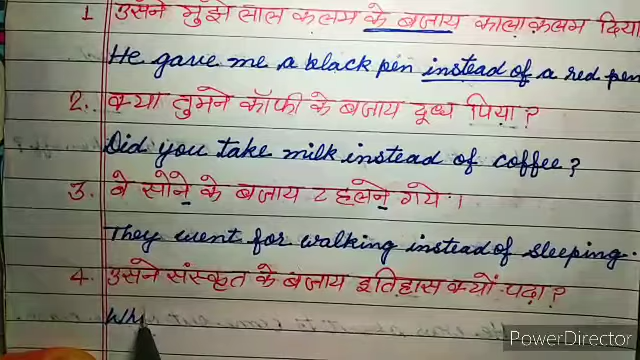 1 उसने मुझे लाल कलम के बजाय काला क़लम दिया
He gave me a black pen instead of a red pen
2. क्या तुमने कॉफी के बजाय दूध पिया?
Did you take milk instead of coffee?
3. वे सोने के बजाय टहलने गये।
They went for walking instead of sleeping.
4. उसने संस्कृत के बजाय इतिहास क्यों पढ़ा?
Why
PowerDirector